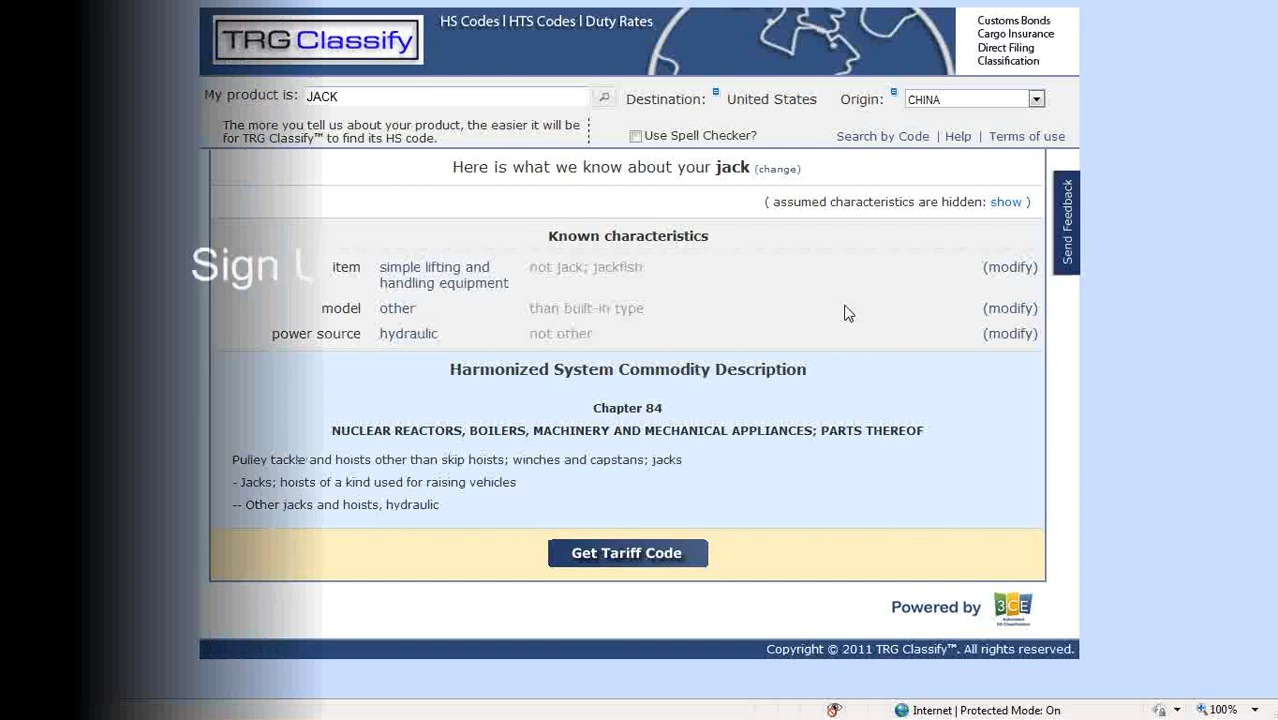 TRG Classify
HS Codes | HTS Codes | Duty Rates
Customs Bonds
Cargo Insurance
Direct Filing
Classification
My product is: JACK
Destination: United States
Origin: CHINA
The more you tell us about your product, the easier it will be
for TRG Classify™ to find its HS code.
Use Spell Checker?
Search by Code | Help | Terms of use
Here is what we know about your jack (change)
( assumed characteristics are hidden: show )
Send Feedback
Known characteristics
Sign
item simple lifting and handling equipment not jack; jackfish (modify)
model other than built-in type (modify)
power source hydraulic not other (modify)
Harmonized System Commodity Description
Chapter 84
NUCLEAR REACTORS, BOILERS, MACHINERY AND MECHANICAL APPLIANCES; PARTS THEREOF
Pulley tackle and hoists other than skip hoists; winches and capstans; jacks
- Jacks; hoists of a kind used for raising vehicles
-- Other jacks and hoists, hydraulic
Get Tariff Code
Powered by 3CE
Copyright © 2011 TRG Classify™. All rights reserved.
Internet | Protected Mode: On
100%